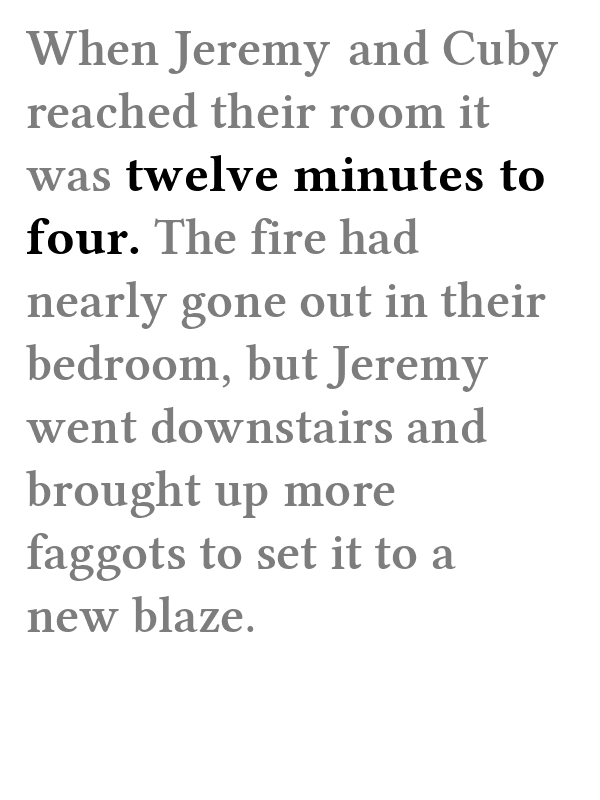 When Jeremy and Cuby
reached their room it
was twelve minutes to
four. The fire had
nearly gone out in their
bedroom, but Jeremy
went downstairs and
brought up more
faggots to set it to a
new blaze.